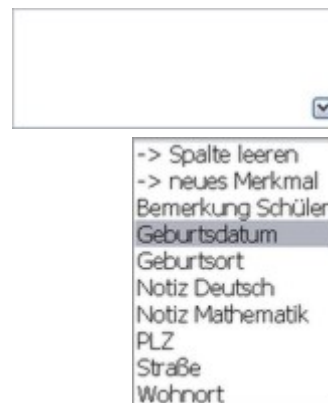 -> Spalte leeren
-> neues Merkmal
Bemerkung Schüler
Geburtsdatum
Geburtsort
Notiz Deutsch
Notiz Mathematik
PLZ
Straße
Wohnort